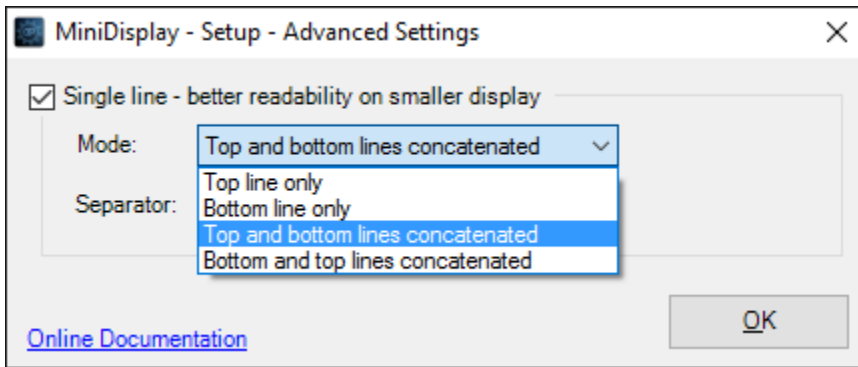 MiniDisplay - Setup - Advanced Settings
Single line - better readability on smaller display
Mode:
Top and bottom lines concatenated
Top line only
Bottom line only
Top and bottom lines concatenated
Bottom and top lines concatenated
Separator:
OK
Online Documentation